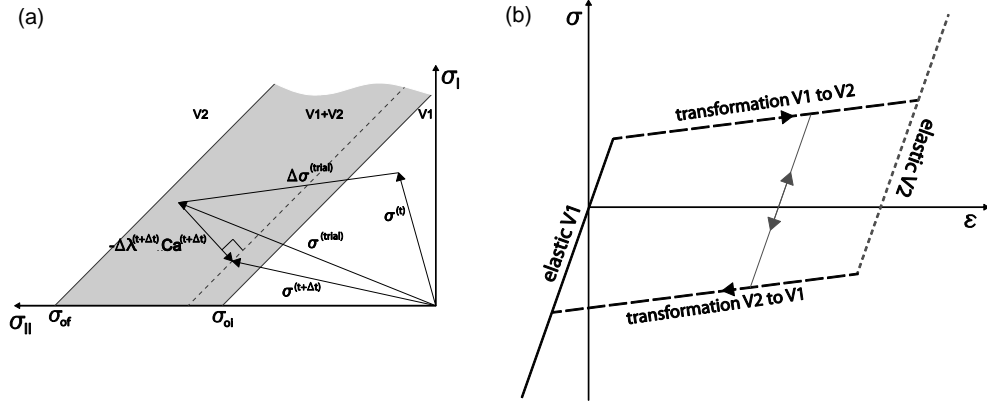 (a)
σI
V2
V1+V2
V1
Δσ(trial)
σ(t)
-Δλ(t+Δt) Ca(t+Δt)
σ(trial)
σ(t+Δt)
σII
σof
σoi
(b)
σ
transformation V1 to V2
elastic V2
ε
elastic V1
transformation V2 to V1